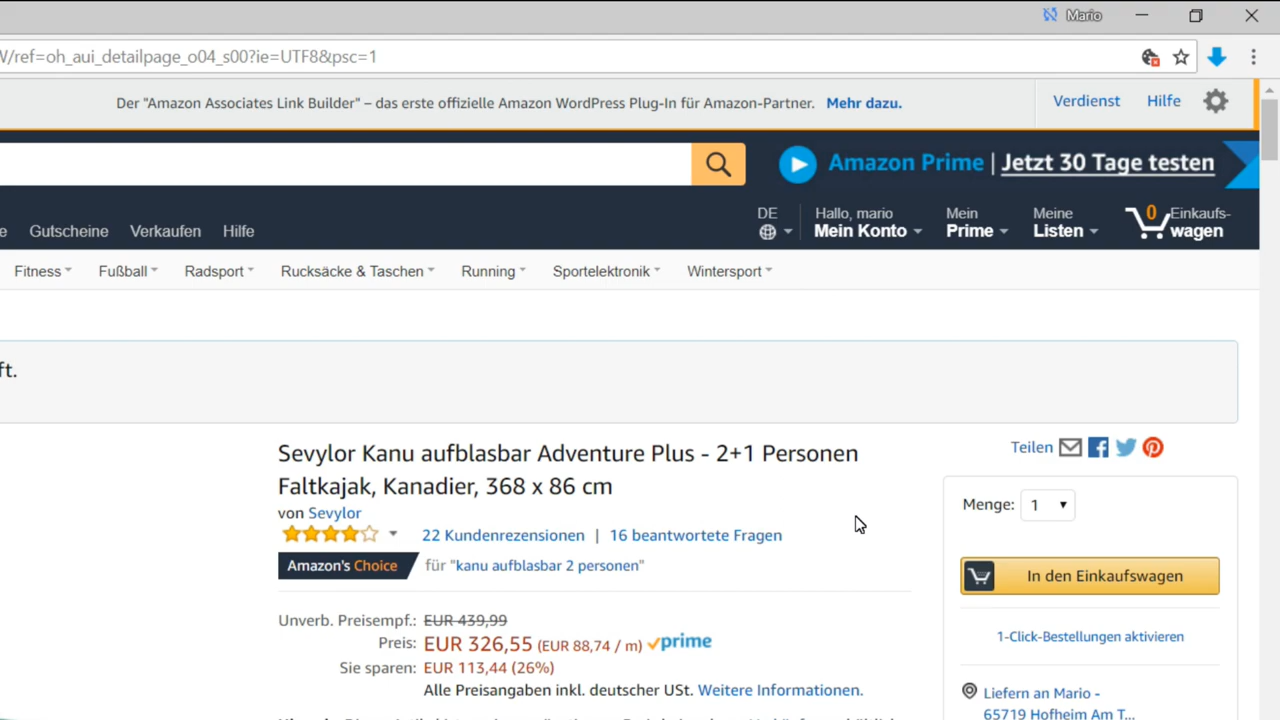 Mario
V/ref=oh_aui_detailpage_o04_s00?ie=UTF8&psc=1
Der "Amazon Associates Link Builder" – das erste offizielle Amazon WordPress Plug-In für Amazon-Partner. Mehr dazu.
Verdienst Hilfe
Amazon Prime | Jetzt 30 Tage testen
e Gutscheine Verkaufen Hilfe
DE
Hallo, mario
Mein Konto
Mein
Prime
Meine
Listen
0
Einkaufs-
wagen
Fitness Fußball Radsport Rucksäcke & Taschen Running Sportelektronik Wintersport
ft.
Sevylor Kanu aufblasbar Adventure Plus - 2+1 Personen
Faltkajak, Kanadier, 368 x 86 cm
von Sevylor
22 Kundenrezensionen | 16 beantwortete Fragen
Amazon's Choice für "kanu aufblasbar 2 personen"
Unverb. Preisempf.: EUR 439,99
Preis: EUR 326,55 (EUR 88,74 / m) prime
Sie sparen: EUR 113,44 (26%)
Alle Preisangaben inkl. deutscher USt. Weitere Informationen.
Teilen
Menge: 1
In den Einkaufswagen
1-Click-Bestellungen aktivieren
Liefern an Mario -
65719 Hofheim Am T...